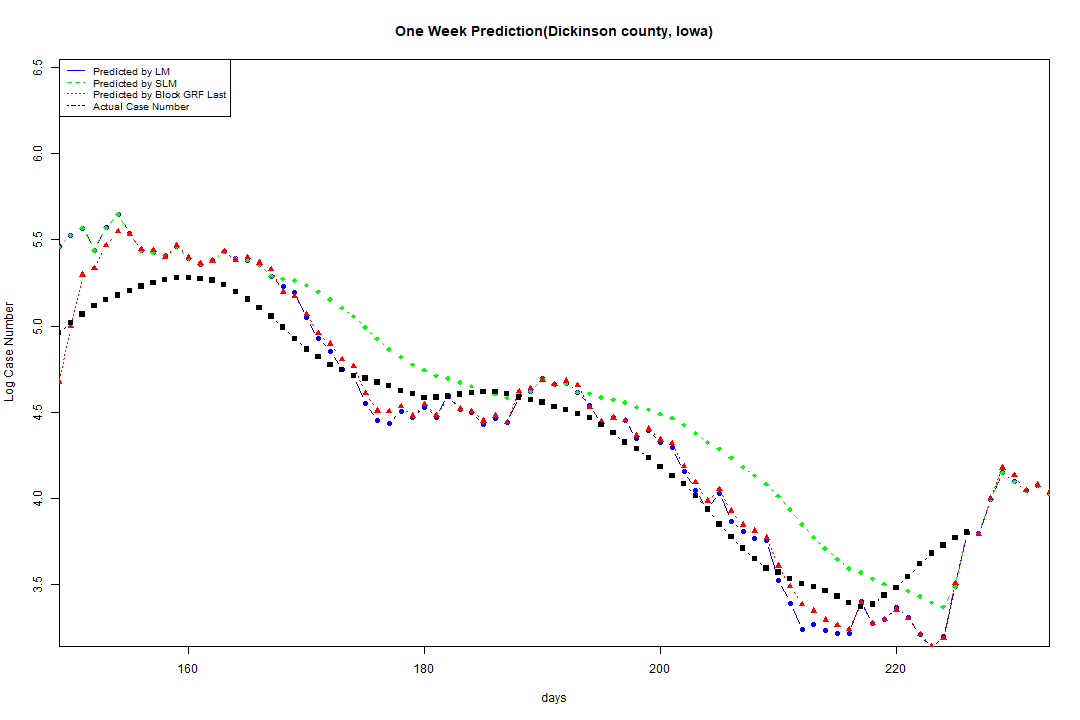 One Week Prediction(Dickinson county, Iowa)
Predicted by LM
Predicted by SLM
Predicted by Block GRF Last
Actual Case Number
6.5
6.0
5.5
5.0
4.5
4.0
3.5
Log Case Number
160 180 200 220
days